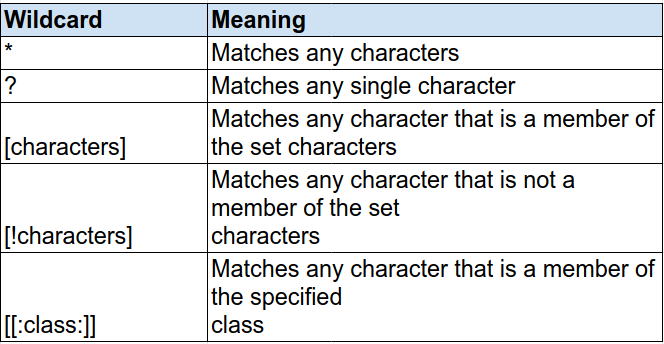 Wildcard Meaning
* Matches any characters
? Matches any single character
Matches any character that is a member of
[characters] the set characters
Matches any character that is not a
member of the set
[!characters] characters
Matches any character that is a member of
the specified
[[:class:]] class